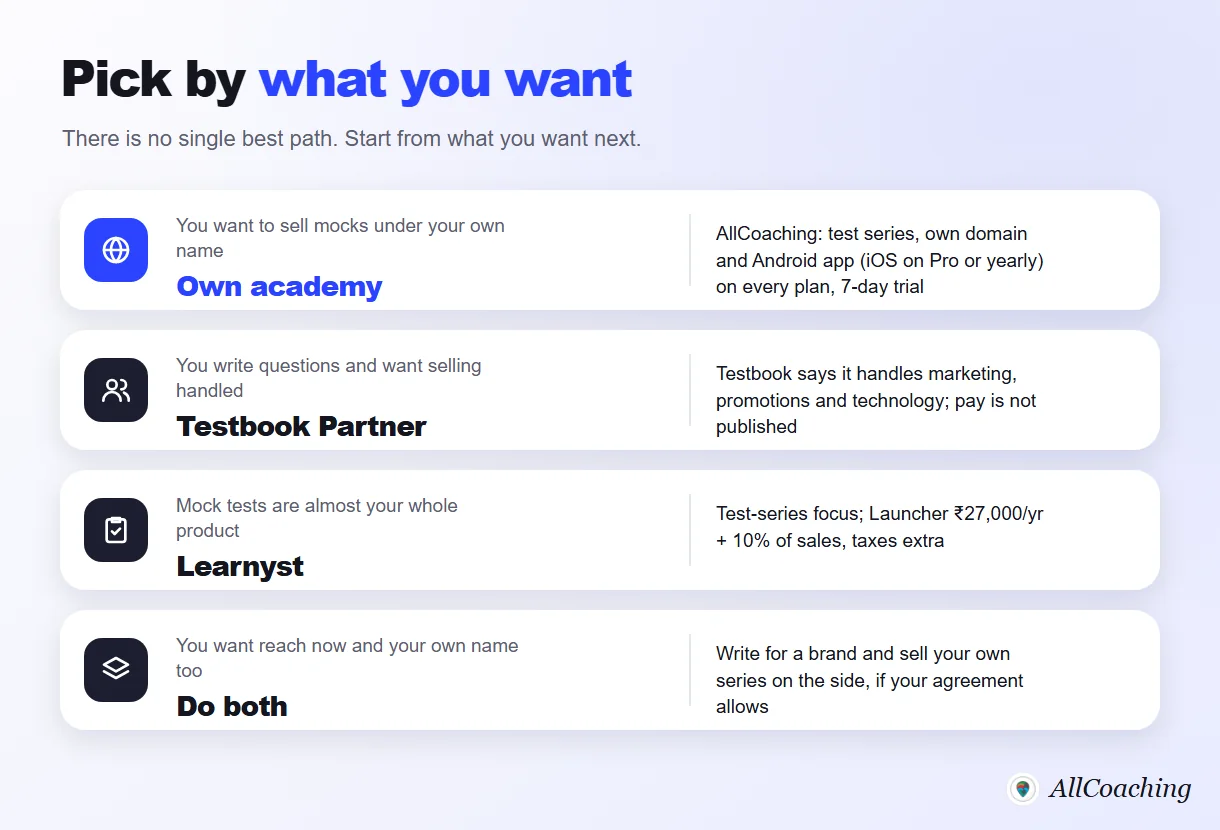 Pick by what you want
There is no single best path. Start from what you want next.
You want to sell mocks under your own
name
Own academy
AllCoaching: test series, own domain
and Android app (iOS on Pro or yearly)
on every plan, 7-day trial
You write questions and want selling
handled
Testbook Partner
Testbook says it handles marketing,
promotions and technology; pay is not
published
Mock tests are almost your whole
product
Learnyst
Test-series focus; Launcher ₹27,000/yr
+ 10% of sales, taxes extra
You want reach now and your own name
too
Do both
Write for a brand and sell your own
series on the side, if your agreement
allows
AllCoaching